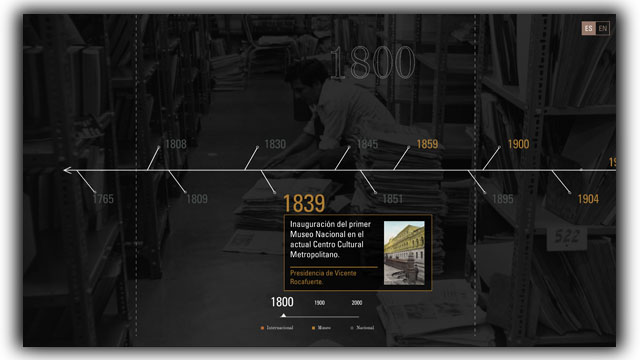 ES EN
1800
1808 1830 1845 1859 1900
1765 1809 1839 1851 1895 1904
Inauguración del primer
Museo Nacional en el
actual Centro Cultural
Metropolitano.
Presidencia de Vicente
Rocafuerte.
522
1800 1900 2000
Internacional Museo Nacional